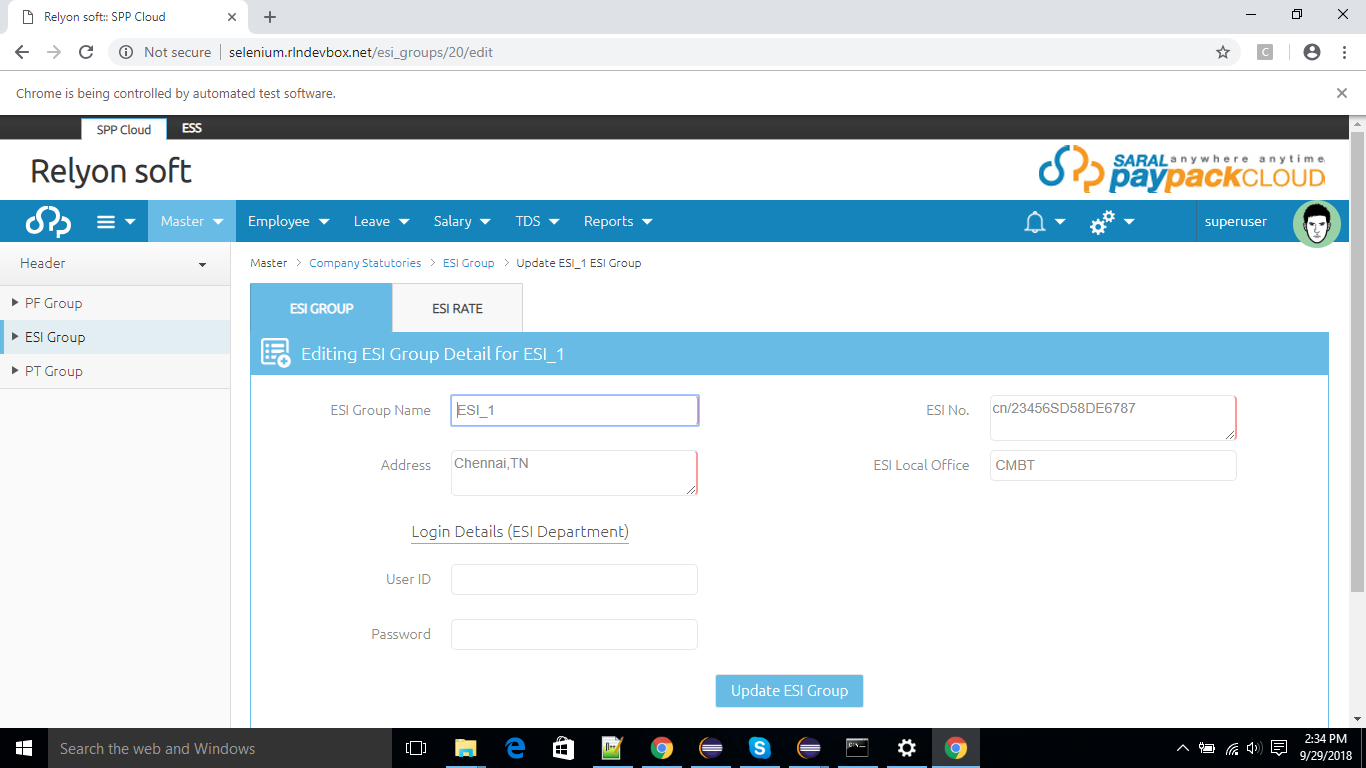 Relyon soft:: SPP Cloud
Not secure selenium.rlndevbox.net/esi_groups/20/edit
C
Chrome is being controlled by automated test software.
SPP Cloud ESS
Relyon soft
SARAL anywhere anytime
paypackCLOUD
Master Employee Leave Salary TDS Reports superuser
Header
Master > Company Statutories > ESI Group > Update ESI_1 ESI Group
PF Group
ESI Group
PT Group
ESI GROUP ESI RATE
Editing ESI Group Detail for ESI_1
ESI Group Name ESI_1 ESI No. cn/23456SD58DE6787
Address Chennai,TN ESI Local Office CMBT
Login Details (ESI Department)
User ID
Password
Update ESI Group
Search the web and Windows
2:34 PM
9/29/2018